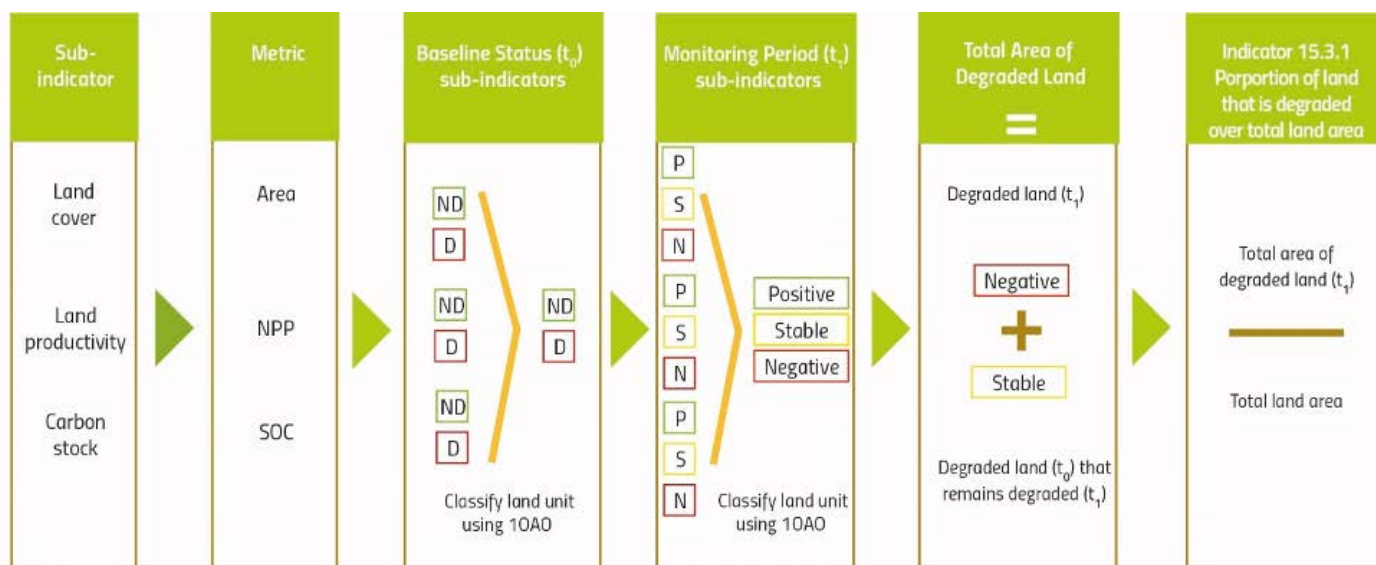 Sub-
indicator
Metric
Baseline Status (t0)
sub-indicators
Monitoring Period (t1)
sub-indicators
Total Area of
Degraded Land
=
Indicator 15.3.1
Porportion of land
that is degraded
over total land area
Land
cover
Land
productivity
Carbon
stock
Area
NPP
SOC
ND
D
ND
D
ND
D
ND
D
Classify land unit
using 1OAO
P
S
N
P
S
N
P
S
N
Positive
Stable
Negative
Classify land unit
using 1OAO
Degraded land (t1)
Negative
+
Stable
Degraded land (t0) that
remains degraded (t1)
Total area of
degraded land (t1)
Total land area